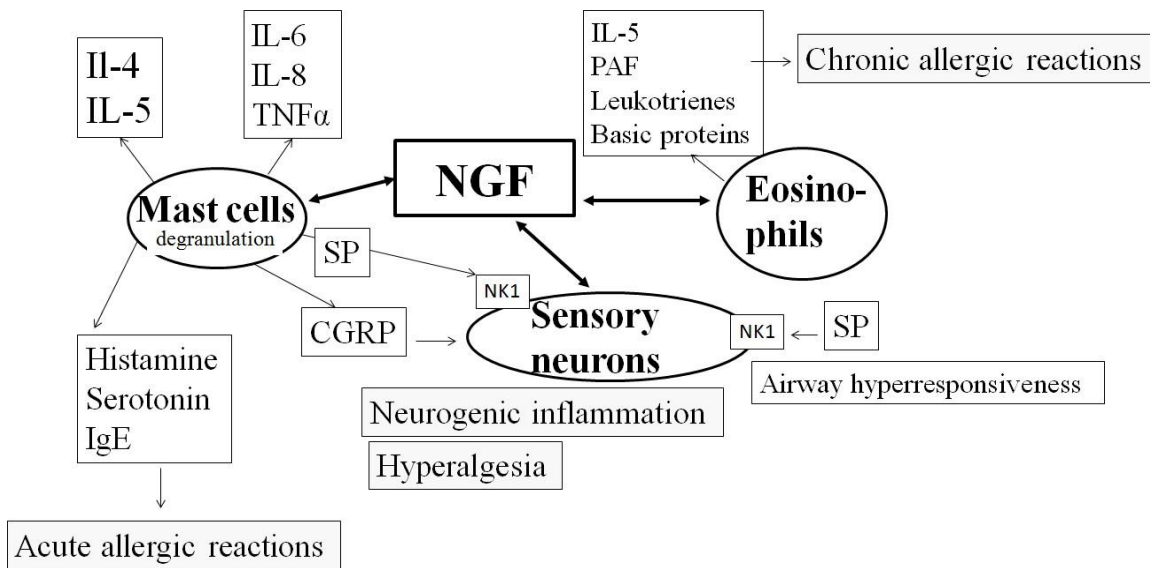 Il-4
IL-5
IL-6
IL-8
TNFα
IL-5
PAF
Leukotrienes
Basic proteins
Chronic allergic reactions
NGF
Mast cells
degranulation
Eosino-
phils
SP
NK1
CGRP
Sensory
neurons
NK1
SP
Airway hyperresponsiveness
Histamine
Serotonin
IgE
Neurogenic inflammation
Hyperalgesia
Acute allergic reactions